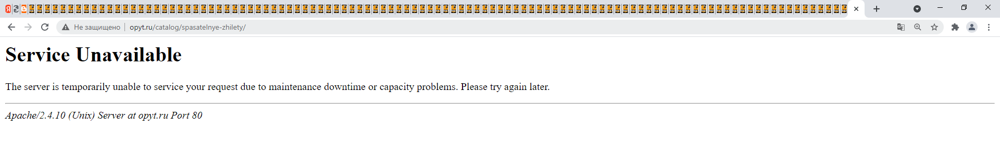 Не защищено
opyt.ru/catalog/spasatelnye-zhilety/
Service Unavailable
The server is temporarily unable to service your request due to maintenance downtime or capacity problems. Please try again later.
Apache/2.4.10 (Unix) Server at opyt.ru Port 80